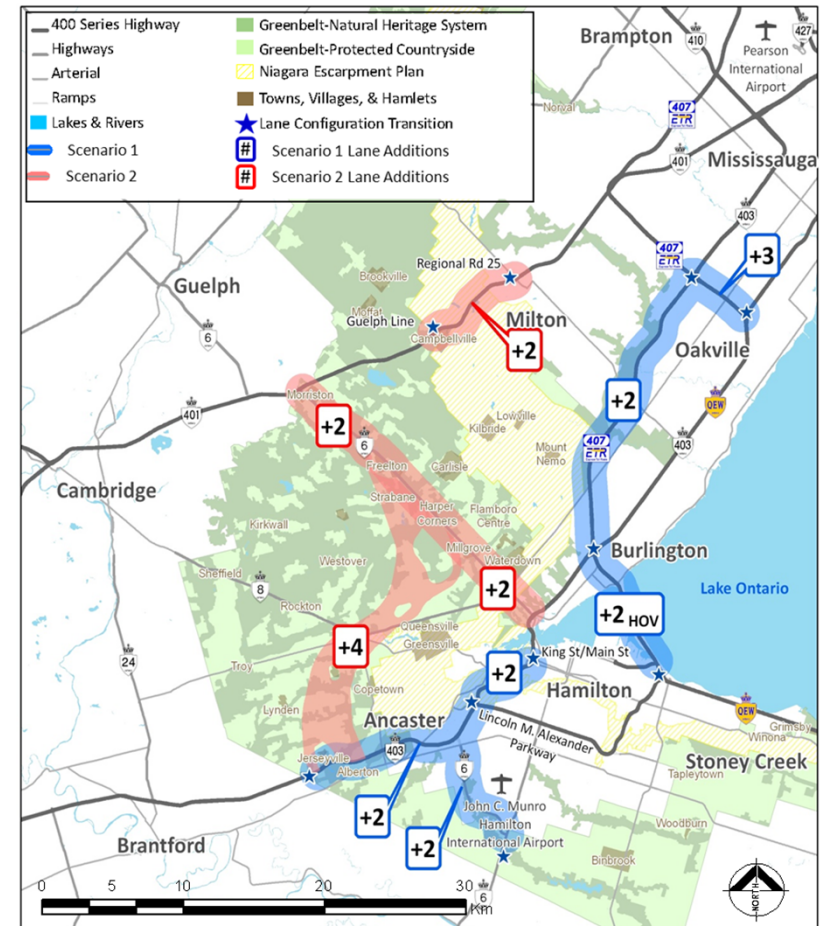 400 Series Highway
Highways
Arterial
Ramps
Lakes & Rivers
Scenario 1
Scenario 2
Greenbelt-Natural Heritage System
Greenbelt-Protected Countryside
Niagara Escarpment Plan
Towns, Villages, & Hamlets
Lane Configuration Transition
# Scenario 1 Lane Additions
# Scenario 2 Lane Additions
Brampton
410
427
Pearson
International
Airport
Norval
407
ETR
401
Mississauga
403
407
ETR
+3
Regional Rd 25
Guelph
Brookville
Moffat
Guelph Line
Campbellville
Milton
+2
6
Oakville
Morriston
401
+2
6
+2
QEW
Lowville
Kilbride
407
ETR
403
Mount
Nemo
Freelton
Carlisle
Cambridge
Strabane
Harper
Corners
Flamboro
Centre
Kirkwall
Millgrove
Waterdown
Burlington
Westover
Sheffield
8
Rockton
+2
Lake Ontario
+2 HOV
Queensville
Greensville
+4
King St/Main St
24
Troy
Copetown
+2
Hamilton
Lynden
Ancaster
Lincoln M. Alexander
Parkway
QEW
Grimsby
Winona
403
Jerseyville
Alberton
6
Stoney Creek
Tapleytown
+2
John C. Munro
Hamilton
International Airport
Woodburn
+2
Brantford
Binbrook
0 5 10 20 30
Km
6
NORTH